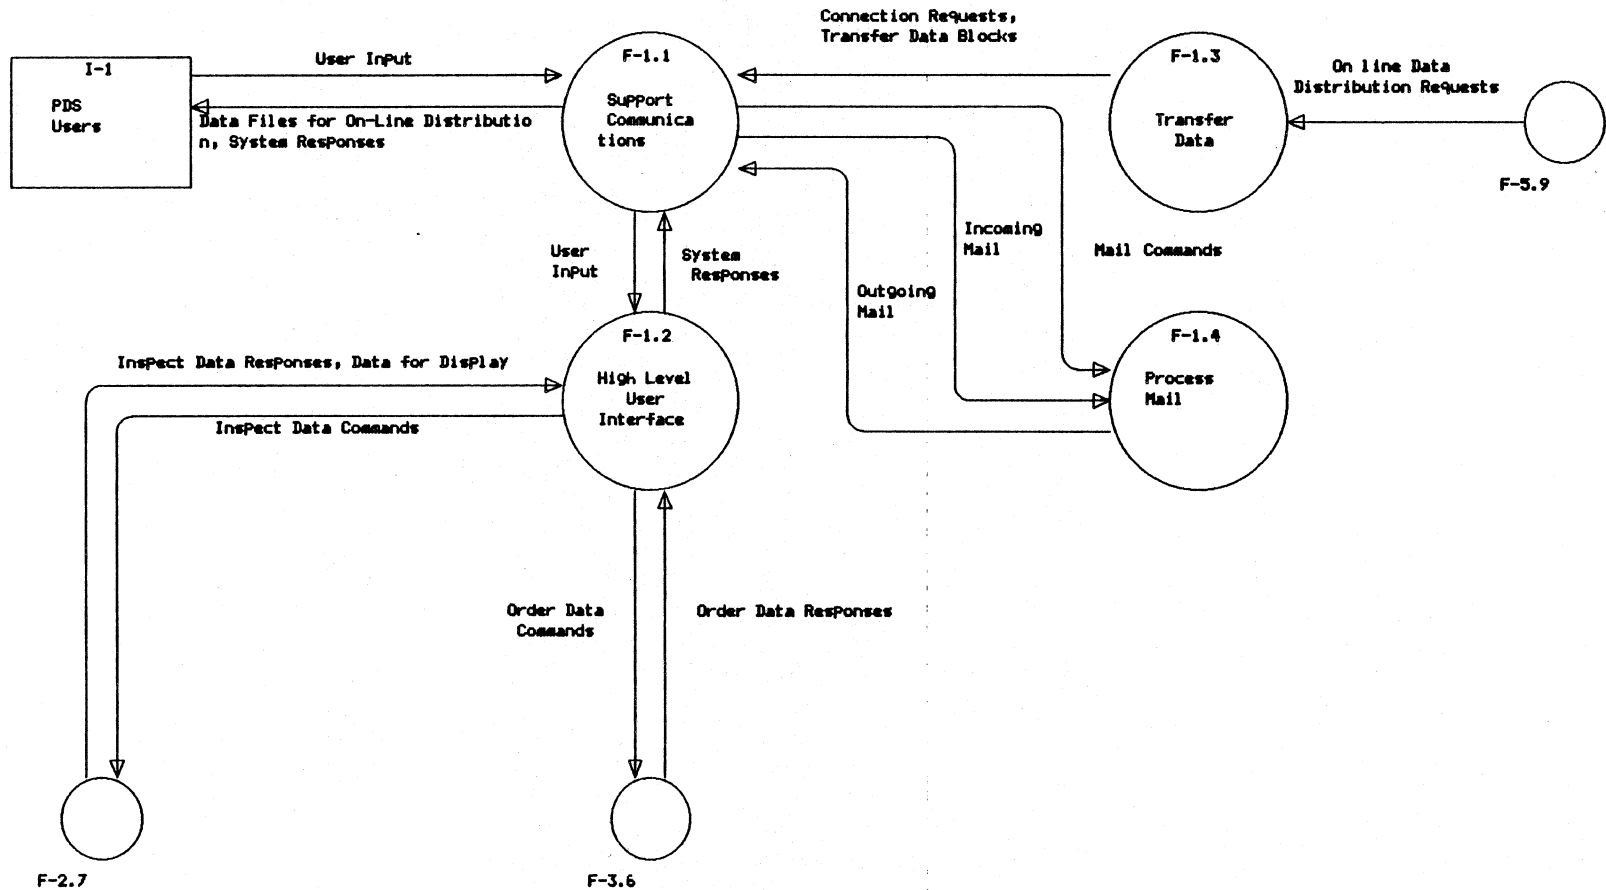 Connection Requests,
Transfer Data Blocks
I-1
PDS
Users
User Input
Data Files for On-Line Distributio
n, System Responses
F-1.1
Support
Communica
tions
F-1.3
Transfer
Data
On line Data
Distribution Requests
F-5.9
User
Input
System
Responses
Incoming
Mail
Mail Commands
Outgoing
Mail
F-1.2
High Level
User
Interface
F-1.4
Process
Mail
Inspect Data Responses, Data for Display
Inspect Data Commands
Order Data
Commands
Order Data Responses
F-2.7
F-3.6